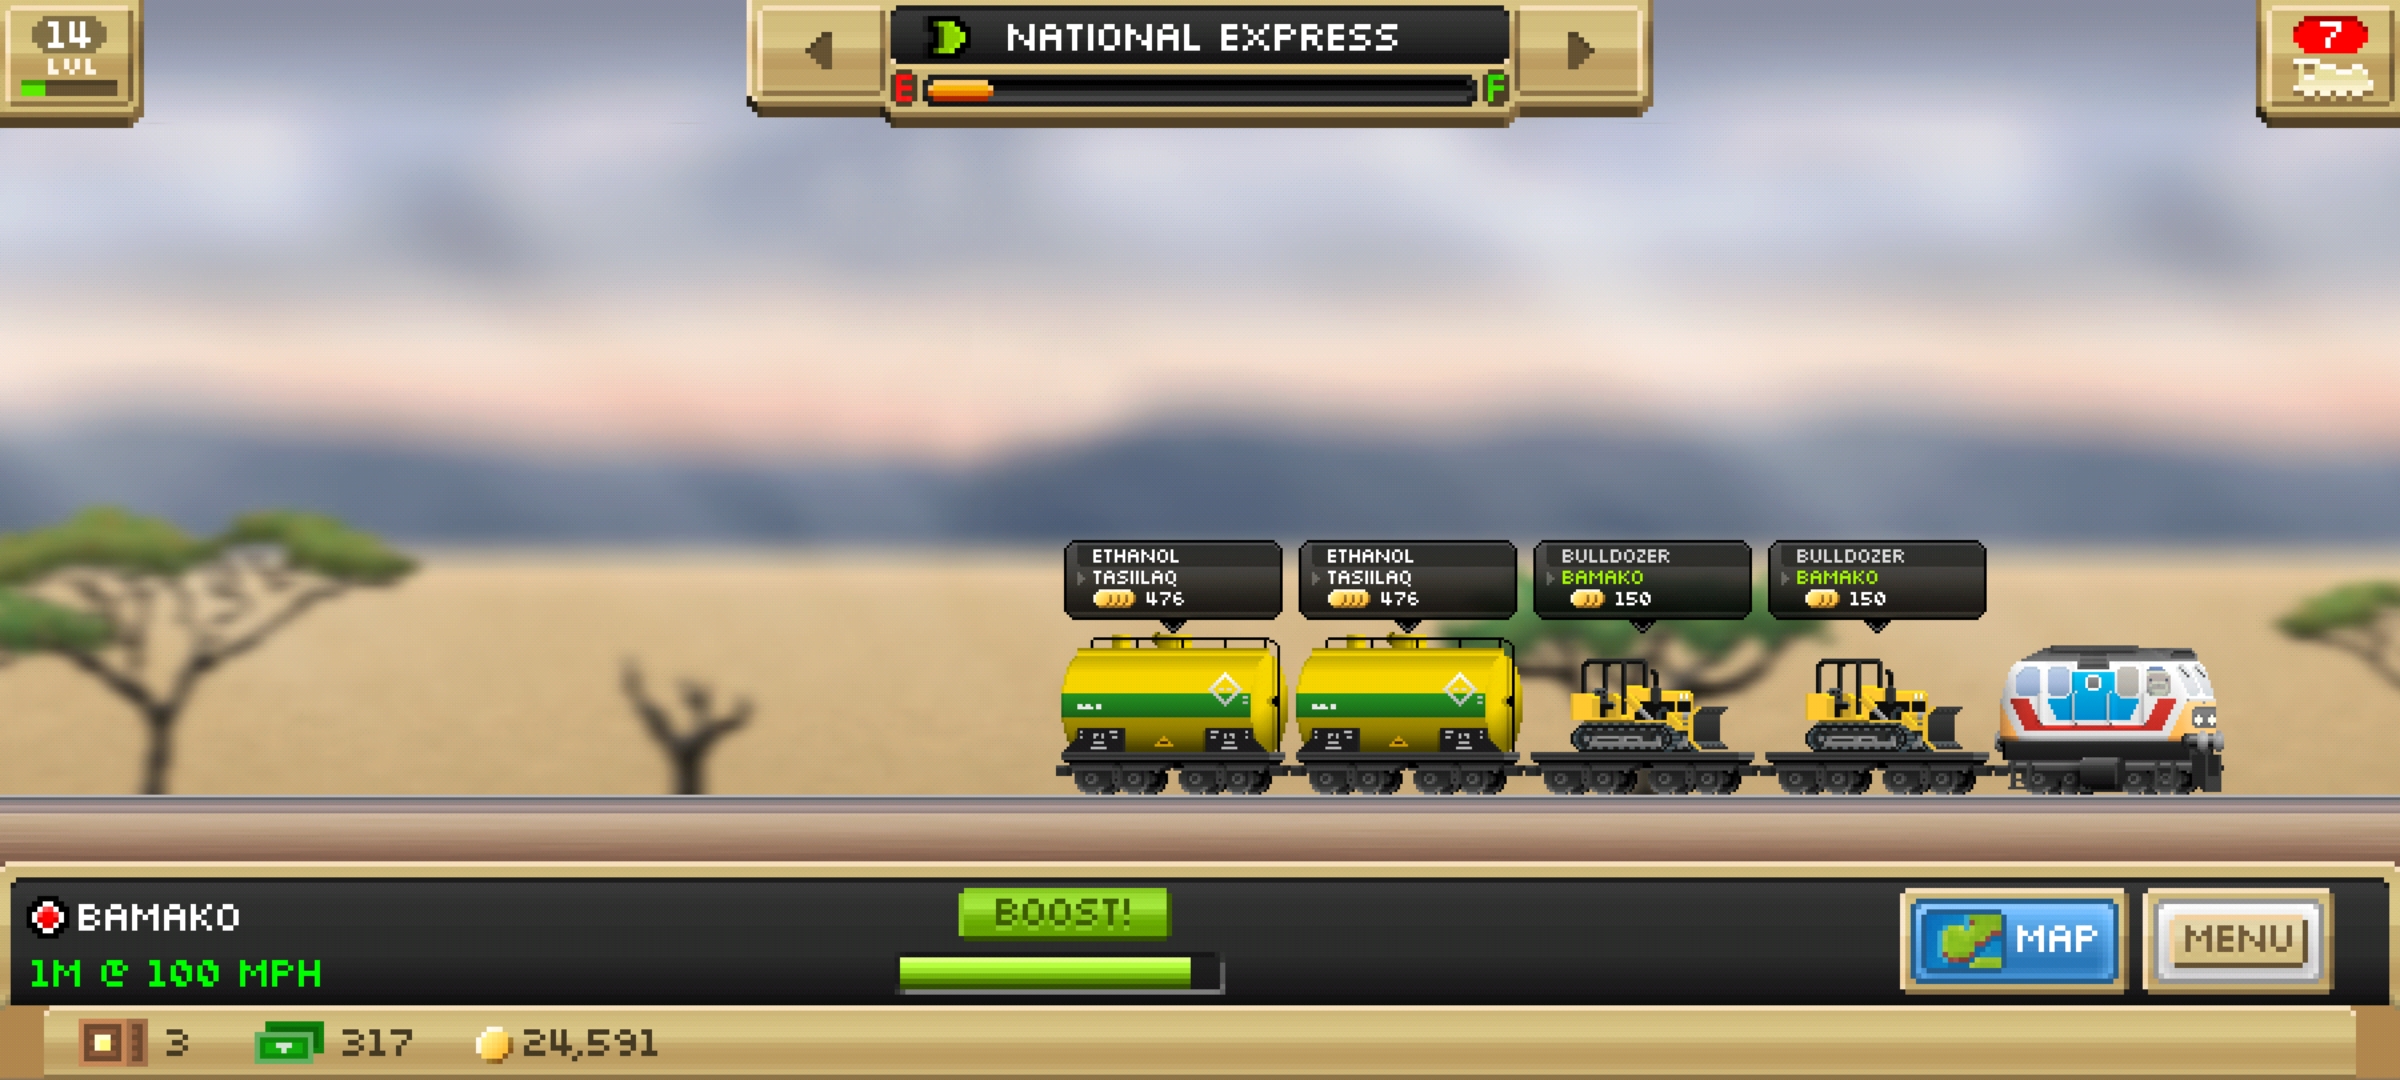 14
LVL
NATIONAL EXPRESS
E
F
7
ETHANOL
TASIILAQ
476
ETHANOL
TASIILAQ
476
BULLDOZER
BAMAKO
150
BULLDOZER
BAMAKO
150
BAMAKO
1M @ 100 MPH
BOOST!
MAP
MENU
3
317
24,591